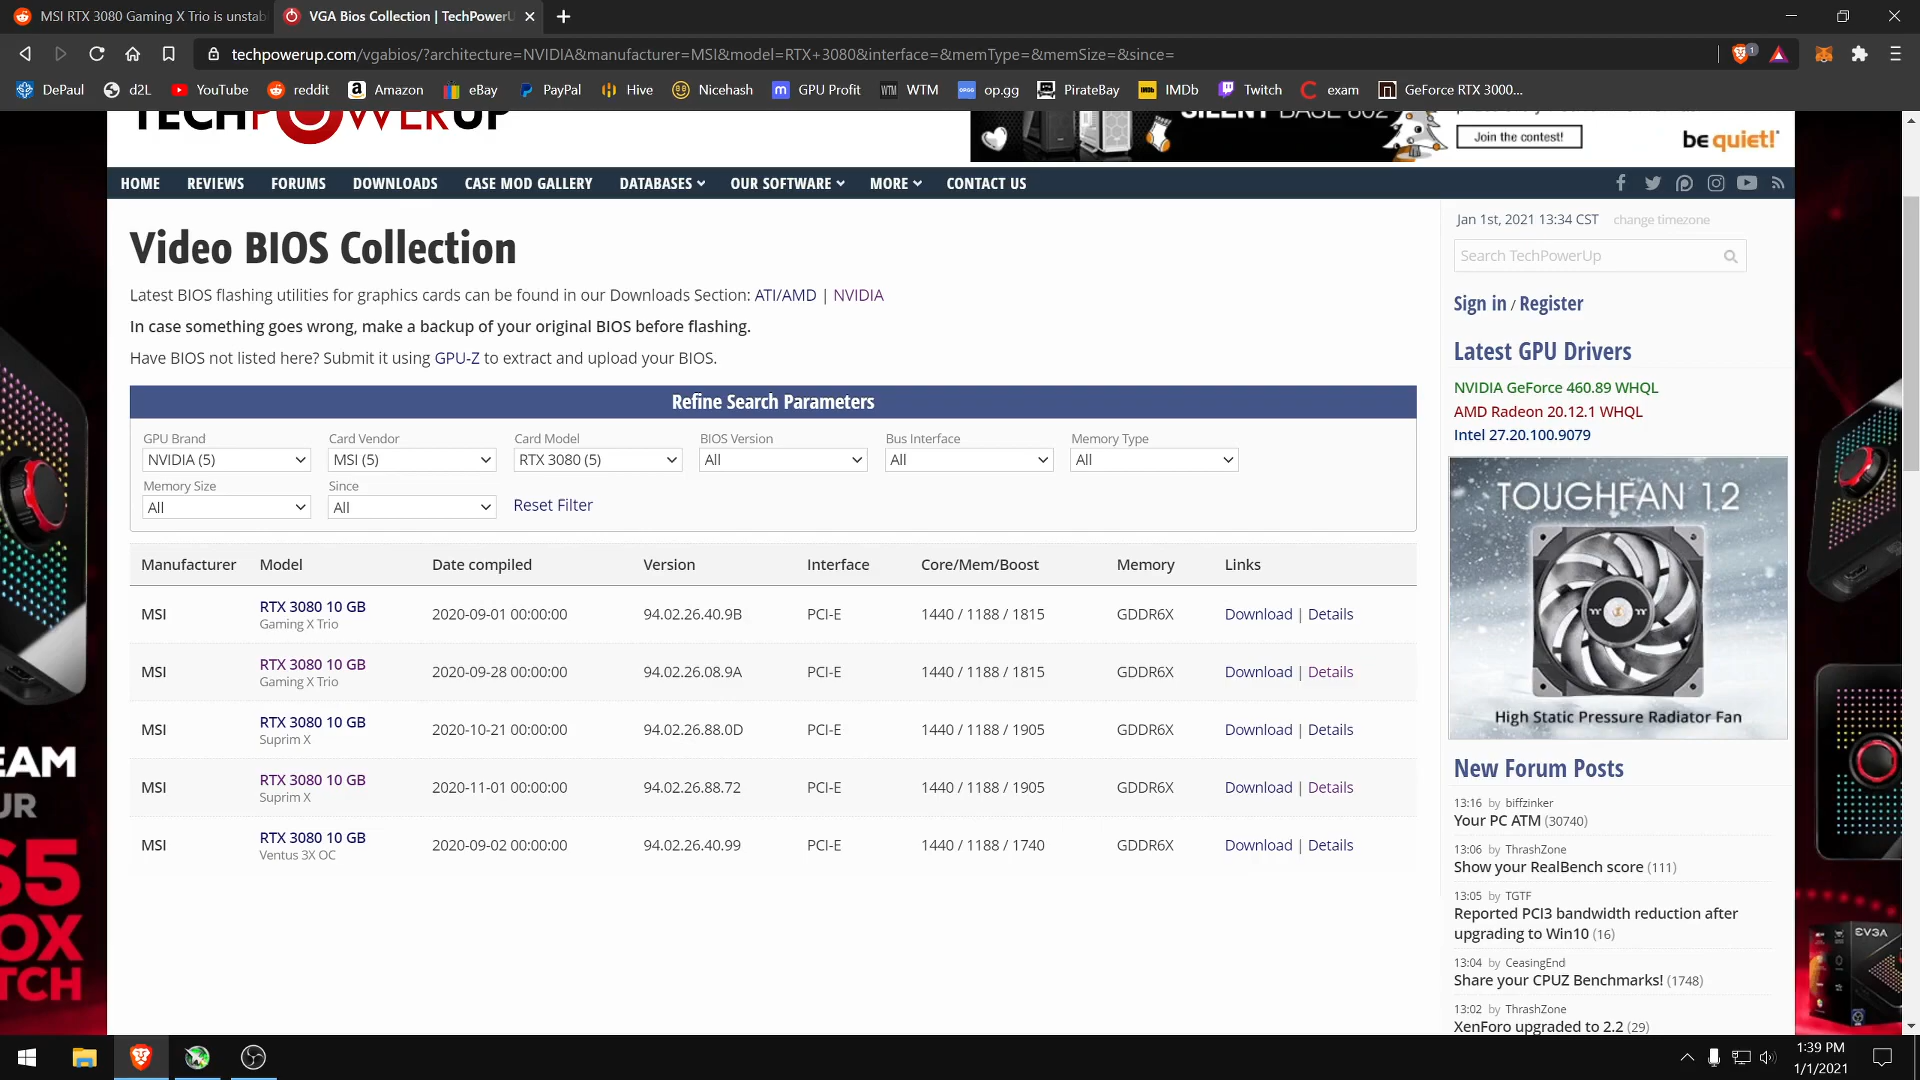 MSI RTX 3080 Gaming X Trio is unstab
VGA Bios Collection | TechPowerU
techpowerup.com/vgabios/?architecture=NVIDIA&manufacturer=MSI&model=RTX+3080&interface=&memType=&memSize=&since=
1
DePaul
d2L
YouTube
reddit
Amazon
eBay
PayPal
Hive
Nicehash
GPU Profit
WTM
op.gg
PirateBay
IMDb
Twitch
exam
GeForce RTX 3000...
TECHPOWERUP
SILENT BASE 802
Join the contest!
be quiet!
HOME
REVIEWS
FORUMS
DOWNLOADS
CASE MOD GALLERY
DATABASES
OUR SOFTWARE
MORE
CONTACT US
Video BIOS Collection
Latest BIOS flashing utilities for graphics cards can be found in our Downloads Section: ATI/AMD | NVIDIA
In case something goes wrong, make a backup of your original BIOS before flashing.
Have BIOS not listed here? Submit it using GPU-Z to extract and upload your BIOS.
Refine Search Parameters
GPU Brand
Card Vendor
Card Model
BIOS Version
Bus Interface
Memory Type
NVIDIA (5)
MSI (5)
RTX 3080 (5)
All
All
All
Memory Size
Since
All
All
Reset Filter
Manufacturer Model Date compiled Version Interface Core/Mem/Boost Memory Links
MSI RTX 3080 10 GB 2020-09-01 00:00:00 94.02.26.40.9B PCI-E 1440 / 1188 / 1815 GDDR6X Download | Details
Gaming X Trio
MSI RTX 3080 10 GB 2020-09-28 00:00:00 94.02.26.08.9A PCI-E 1440 / 1188 / 1815 GDDR6X Download | Details
Gaming X Trio
MSI RTX 3080 10 GB 2020-10-21 00:00:00 94.02.26.88.0D PCI-E 1440 / 1188 / 1905 GDDR6X Download | Details
Suprim X
MSI RTX 3080 10 GB 2020-11-01 00:00:00 94.02.26.88.72 PCI-E 1440 / 1188 / 1905 GDDR6X Download | Details
Suprim X
MSI RTX 3080 10 GB 2020-09-02 00:00:00 94.02.26.40.99 PCI-E 1440 / 1188 / 1740 GDDR6X Download | Details
Ventus 3X OC
Jan 1st, 2021 13:34 CST change timezone
Search TechPowerUp
Sign in / Register
Latest GPU Drivers
NVIDIA GeForce 460.89 WHQL
AMD Radeon 20.12.1 WHQL
Intel 27.20.100.9079
TOUGHFAN 12
High Static Pressure Radiator Fan
New Forum Posts
13:16 by biffzinker
Your PC ATM (30740)
13:06 by ThrashZone
Show your RealBench score (111)
13:05 by TGTF
Reported PCI3 bandwidth reduction after
upgrading to Win10 (16)
13:04 by CeasingEnd
Share your CPUZ Benchmarks! (1748)
13:02 by ThrashZone
XenForo upgraded to 2.2 (29)
EAM
UR
S5
OX
TCH
EVGA
1:39 PM
1/1/2021